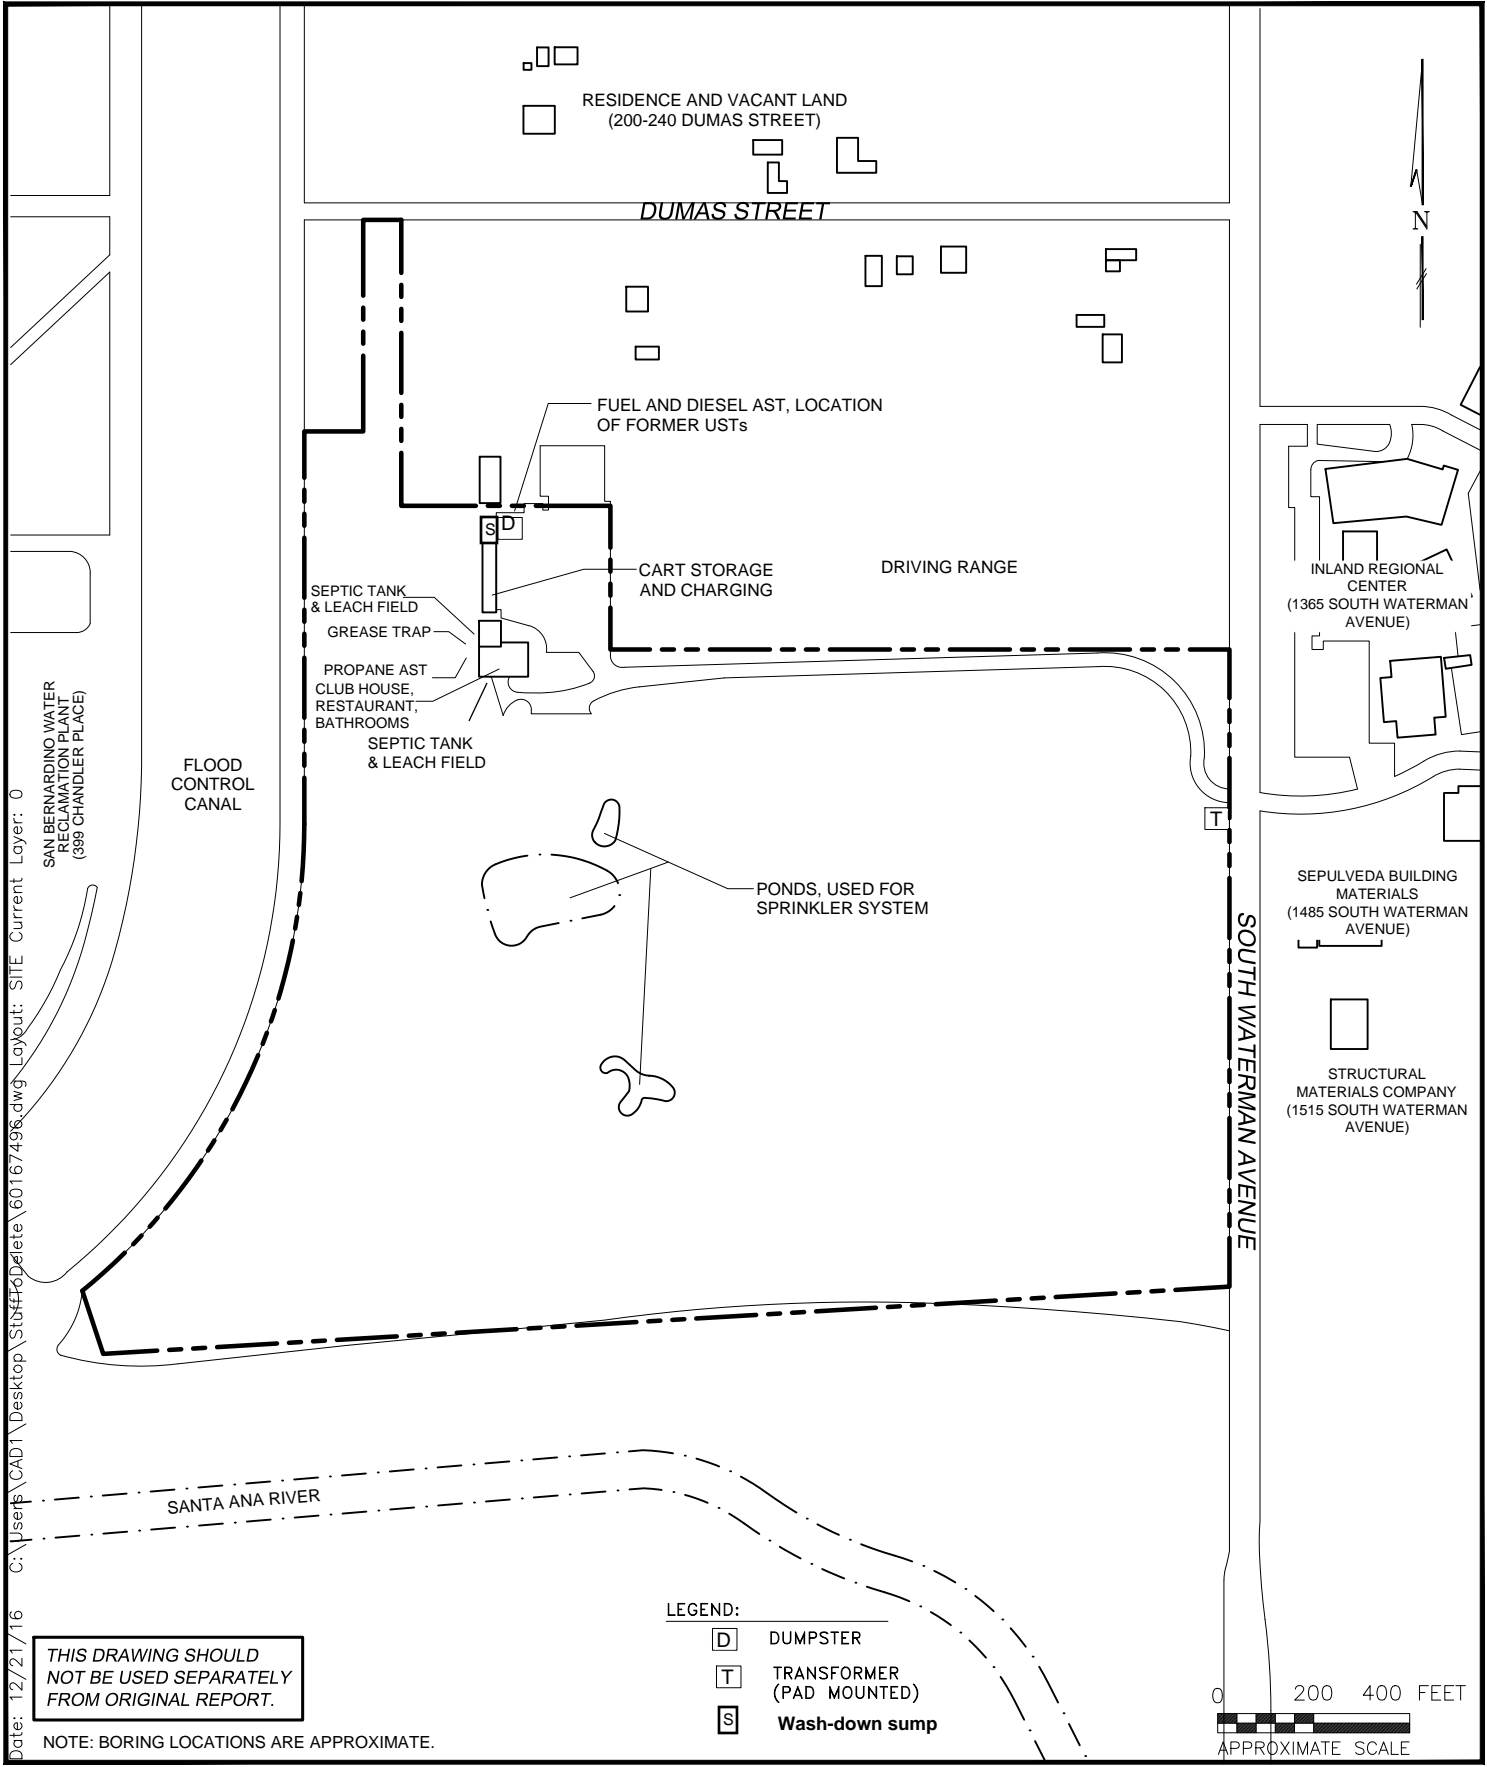 RESIDENCE AND VACANT LAND
(200-240 DUMAS STREET)
DUMAS STREET
N
FUEL AND DIESEL AST, LOCATION
OF FORMER USTs
S
D
CART STORAGE
AND CHARGING
DRIVING RANGE
SEPTIC TANK
& LEACH FIELD
GREASE TRAP
PROPANE AST
CLUB HOUSE,
RESTAURANT,
BATHROOMS
SEPTIC TANK
& LEACH FIELD
INLAND REGIONAL
CENTER
(1365 SOUTH WATERMAN
AVENUE)
SAN BERNARDINO WATER
RECLAMATION PLANT
(399 CHANDLER PLACE)
FLOOD
CONTROL
CANAL
T
PONDS, USED FOR
SPRINKLER SYSTEM
SOUTH WATERMAN AVENUE
SEPULVEDA BUILDING
MATERIALS
(1485 SOUTH WATERMAN
AVENUE)
STRUCTURAL
MATERIALS COMPANY
(1515 SOUTH WATERMAN
AVENUE)
SANTA ANA RIVER
LEGEND:
D DUMPSTER
T TRANSFORMER
(PAD MOUNTED)
S Wash-down sump
0 200 400 FEET
APPROXIMATE SCALE
THIS DRAWING SHOULD
NOT BE USED SEPARATELY
FROM ORIGINAL REPORT.
NOTE: BORING LOCATIONS ARE APPROXIMATE.
Date: 12/21/16 C:\Users\CAD1\Desktop\StuffToDelete\60167496.dwg Layout: SITE Current Layer: 0